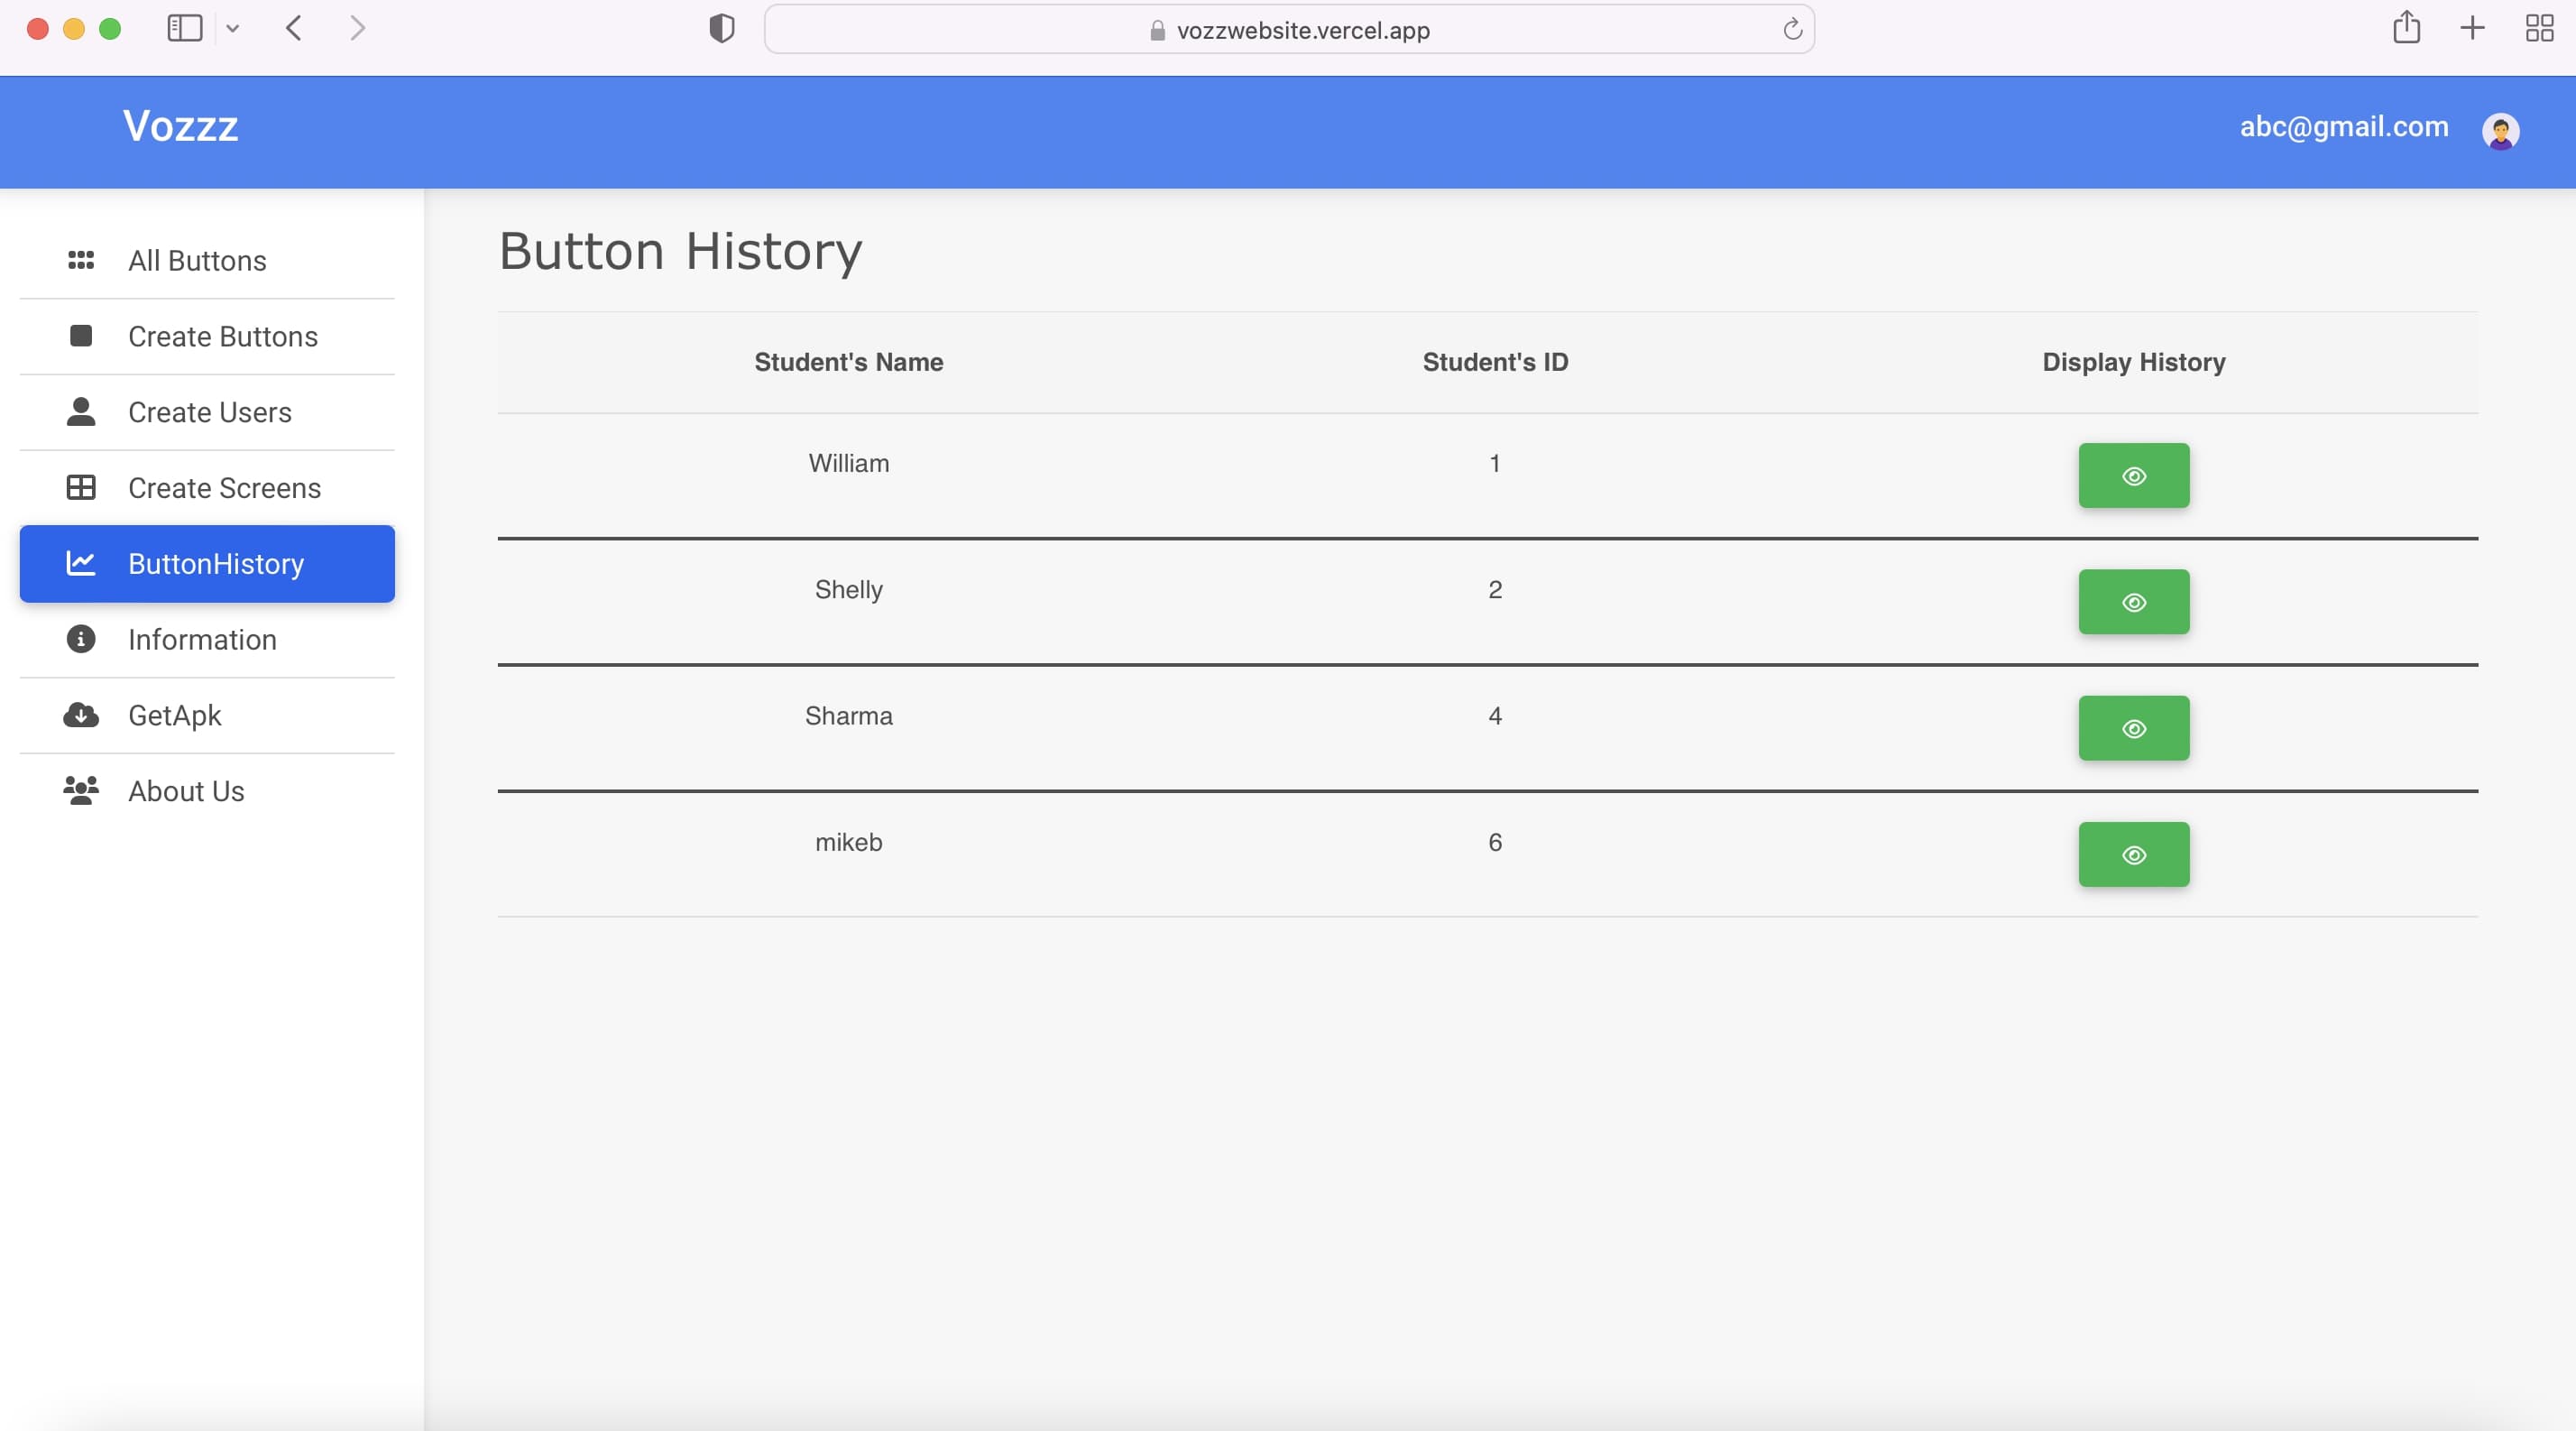 vozzwebsite.vercel.app
Vozzz
abc@gmail.com
All Buttons
Create Buttons
Create Users
Create Screens
ButtonHistory
Information
GetApk
About Us
Button History
Student's Name Student's ID Display History
William 1
Shelly 2
Sharma 4
mikeb 6